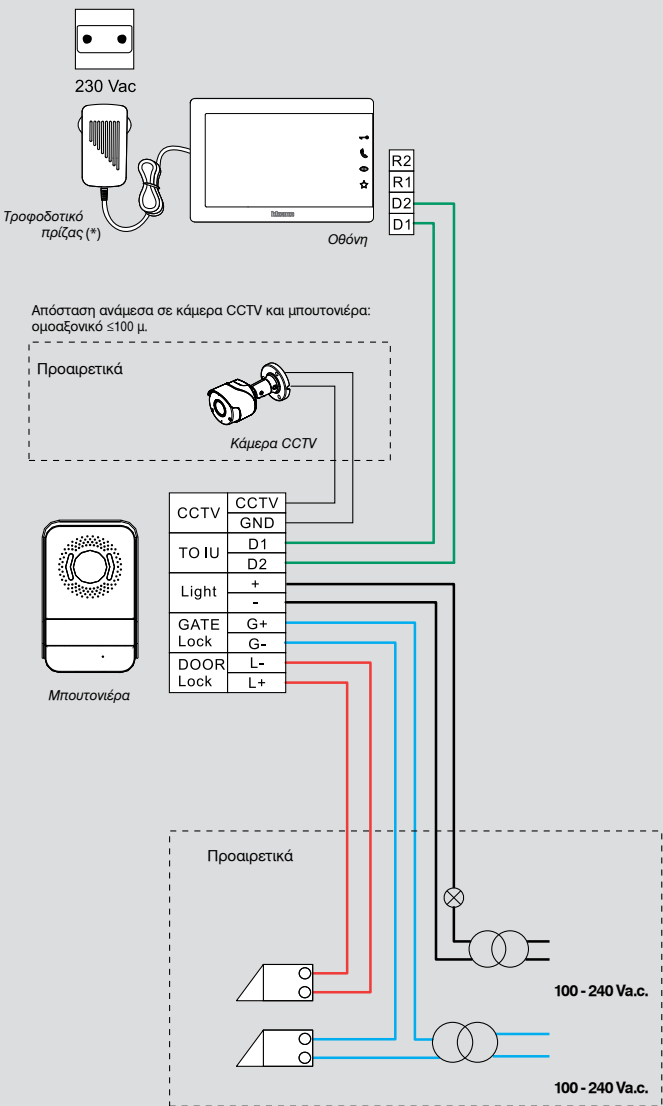 230 Vac
Τροφοδοτικό
πρίζας (*)
bticino
Οθόνη
R2
R1
D2
D1
Απόσταση ανάμεσα σε κάμερα CCTV και μπουτονιέρα:
ομοαξονικό ≤100 μ.
Προαιρετικά
Κάμερα CCTV
CCTV
CCTV
GND
TO IU
D1
D2
Light
+
-
GATE
Lock
G+
G-
DOOR
Lock
L-
L+
Μπουτονιέρα
Προαιρετικά
100 - 240 Va.c.
100 - 240 Va.c.